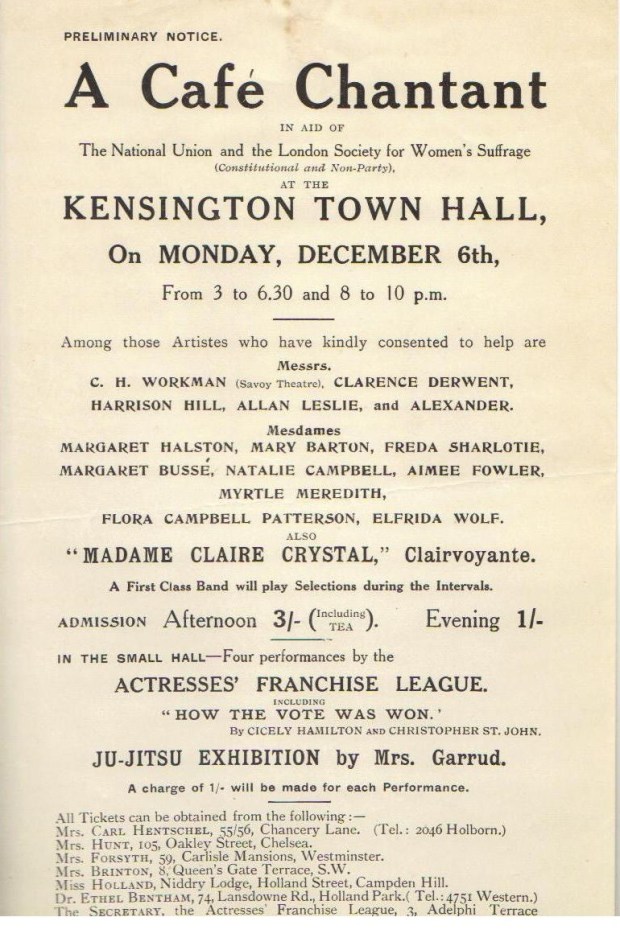 PRELIMINARY NOTICE.
A Café Chantant
IN AID OF
The National Union and the London Society for Women's Suffrage
(Constitutional and Non-Party),
AT THE
KENSINGTON TOWN HALL,
On MONDAY, DECEMBER 6th,
From 3 to 6.30 and 8 to 10 p.m.
Among those Artistes who have kindly consented to help are
Messrs.
C. H. WORKMAN (Savoy Theatre), CLARENCE DERWENT,
HARRISON HILL, ALLAN LESLIE, and ALEXANDER.
Mesdames
MARGARET HALSTON, MARY BARTON, FREDA SHARLOTIE,
MARGARET BUSSÉ, NATALIE CAMPBELL, AIMEE FOWLER,
MYRTLE MEREDITH,
FLORA CAMPBELL PATTERSON, ELFRIDA WOLF.
ALSO
"MADAME CLAIRE CRYSTAL," Clairvoyante.
A First Class Band will play Selections during the Intervals.
ADMISSION Afternoon 3/- (Including TEA). Evening 1/-
IN THE SMALL HALL—Four performances by the
ACTRESSES' FRANCHISE LEAGUE.
INCLUDING
"HOW THE VOTE WAS WON.'
By CICELY HAMILTON AND CHRISTOPHER ST. JOHN.
JU-JITSU EXHIBITION by Mrs. Garrud.
A charge of 1/- will be made for each Performance.
All Tickets can be obtained from the following :—
Mrs. CARL HENTSCHEL, 55/56, Chancery Lane. (Tel.: 2046 Holborn.)
Mrs. HUNT, 105, Oakley Street, Chelsea.
Mrs. FORSYTH, 59, Carlisle Mansions, Westminster.
Mrs. BRINTON, 8, Queen's Gate Terrace, S.W.
Miss HOLLAND, Niddry Lodge, Holland Street, Campden Hill.
Dr. ETHEL BENTHAM, 74, Lansdowne Rd., Holland Park.( Tel.:4751 Western.)
The SECRETARY, the Actresses' Franchise League, 3, Adelphi Terrace